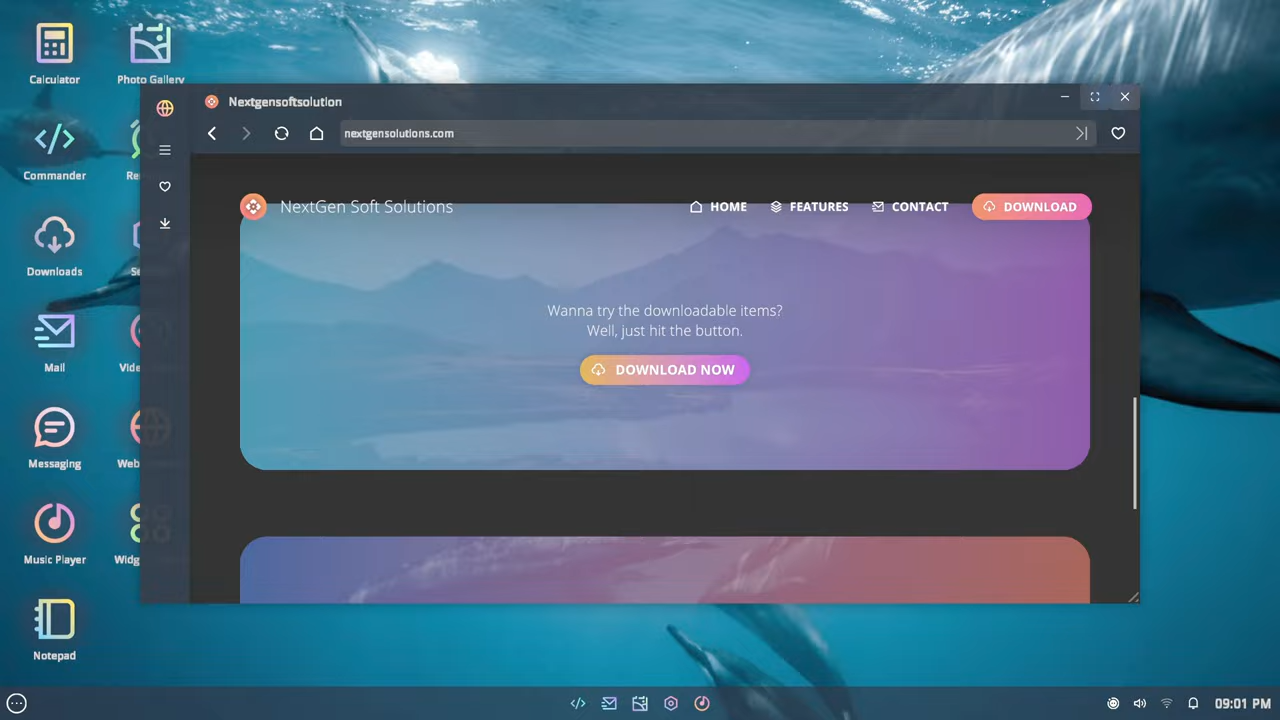 Calculator
Photo Gallery
Commander
Downloads
Mail
Messaging
Music Player
Notepad
Nextgensoftsolution
nextgensolutions.com
NextGen Soft Solutions
HOME
FEATURES
CONTACT
DOWNLOAD
Wanna try the downloadable items?
Well, just hit the button.
DOWNLOAD NOW
09:01 PM